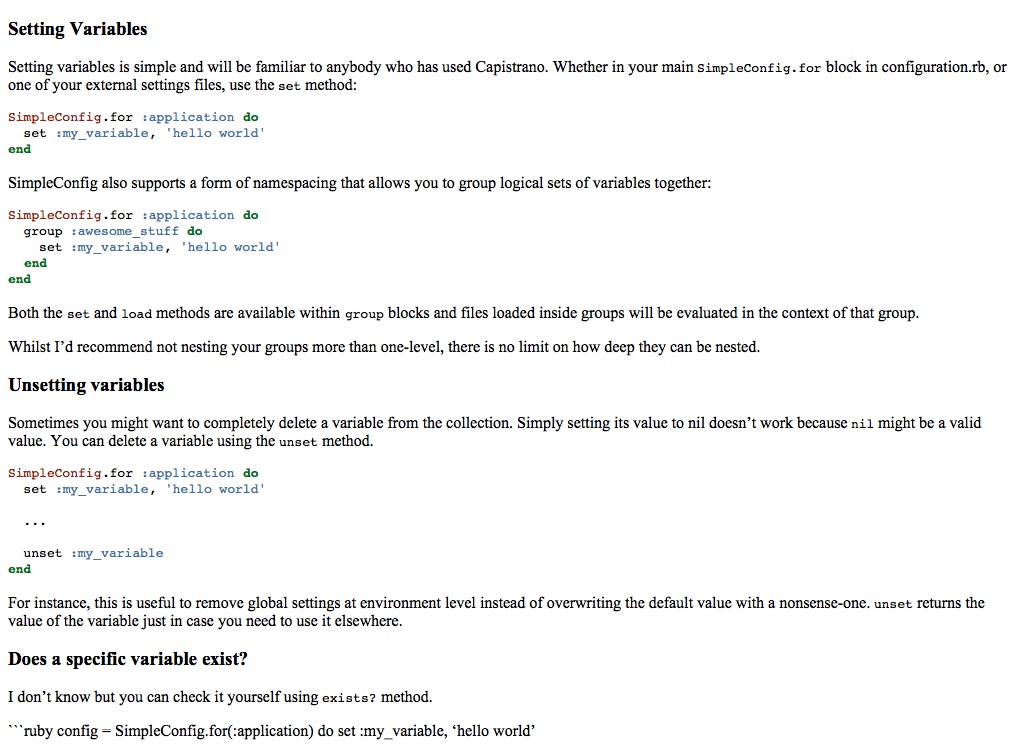 Setting Variables
Setting variables is simple and will be familiar to anybody who has used Capistrano. Whether in your main SimpleConfig.for block in configuration.rb, or
one of your external settings files, use the set method:
SimpleConfig.for :application do
  set :my_variable, 'hello world'
end
SimpleConfig also supports a form of namespacing that allows you to group logical sets of variables together:
SimpleConfig.for :application do
  group :awesome_stuff do
    set :my_variable, 'hello world'
  end
end
Both the set and load methods are available within group blocks and files loaded inside groups will be evaluated in the context of that group.
Whilst I’d recommend not nesting your groups more than one-level, there is no limit on how deep they can be nested.
Unsetting variables
Sometimes you might want to completely delete a variable from the collection. Simply setting its value to nil doesn’t work because nil might be a valid
value. You can delete a variable using the unset method.
SimpleConfig.for :application do
  set :my_variable, 'hello world'
  ...
  unset :my_variable
end
For instance, this is useful to remove global settings at environment level instead of overwriting the default value with a nonsense-one. unset returns the
value of the variable just in case you need to use it elsewhere.
Does a specific variable exist?
I don’t know but you can check it yourself using exists? method.
```ruby config = SimpleConfig.for(:application) do set :my_variable, ‘hello world’